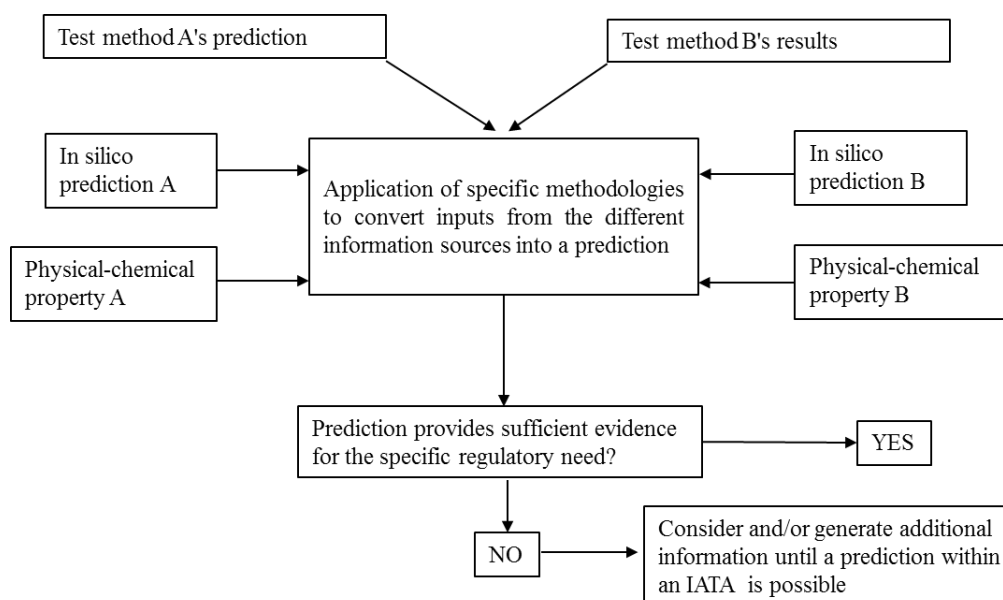 Test method A's prediction
Test method B's results
In silico
prediction A
Application of specific methodologies
to convert inputs from the different
information sources into a prediction
In silico
prediction B
Physical-chemical
property A
Physical-chemical
property B
Prediction provides sufficient evidence
for the specific regulatory need?
YES
NO
Consider and/or generate additional
information until a prediction within
an IATA is possible